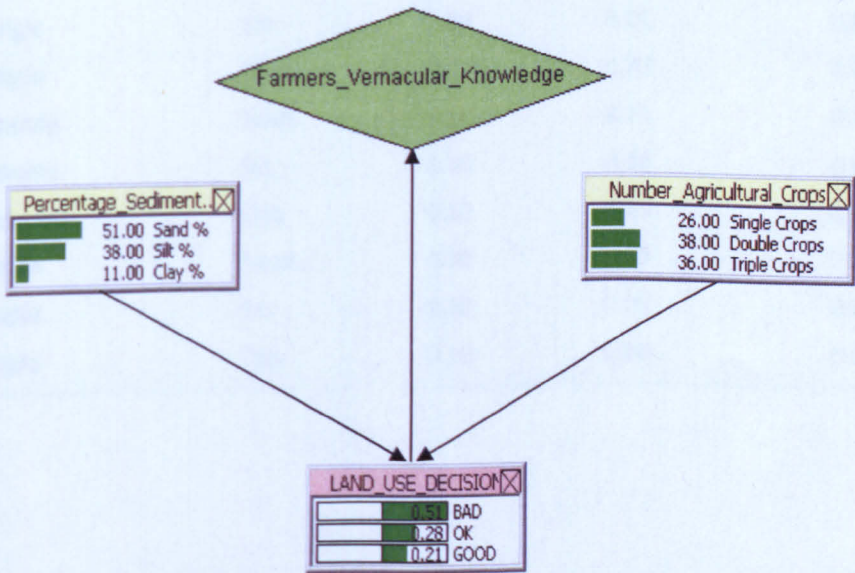 Farmers_Vernacular_Knowledge
Percentage_Sediment..
51.00 Sand %
38.00 Silt %
11.00 Clay %
Number_Agricultural_Crops
26.00 Single Crops
38.00 Double Crops
36.00 Triple Crops
LAND_USE_DECISION
0.51 BAD
0.28 OK
0.21 GOOD